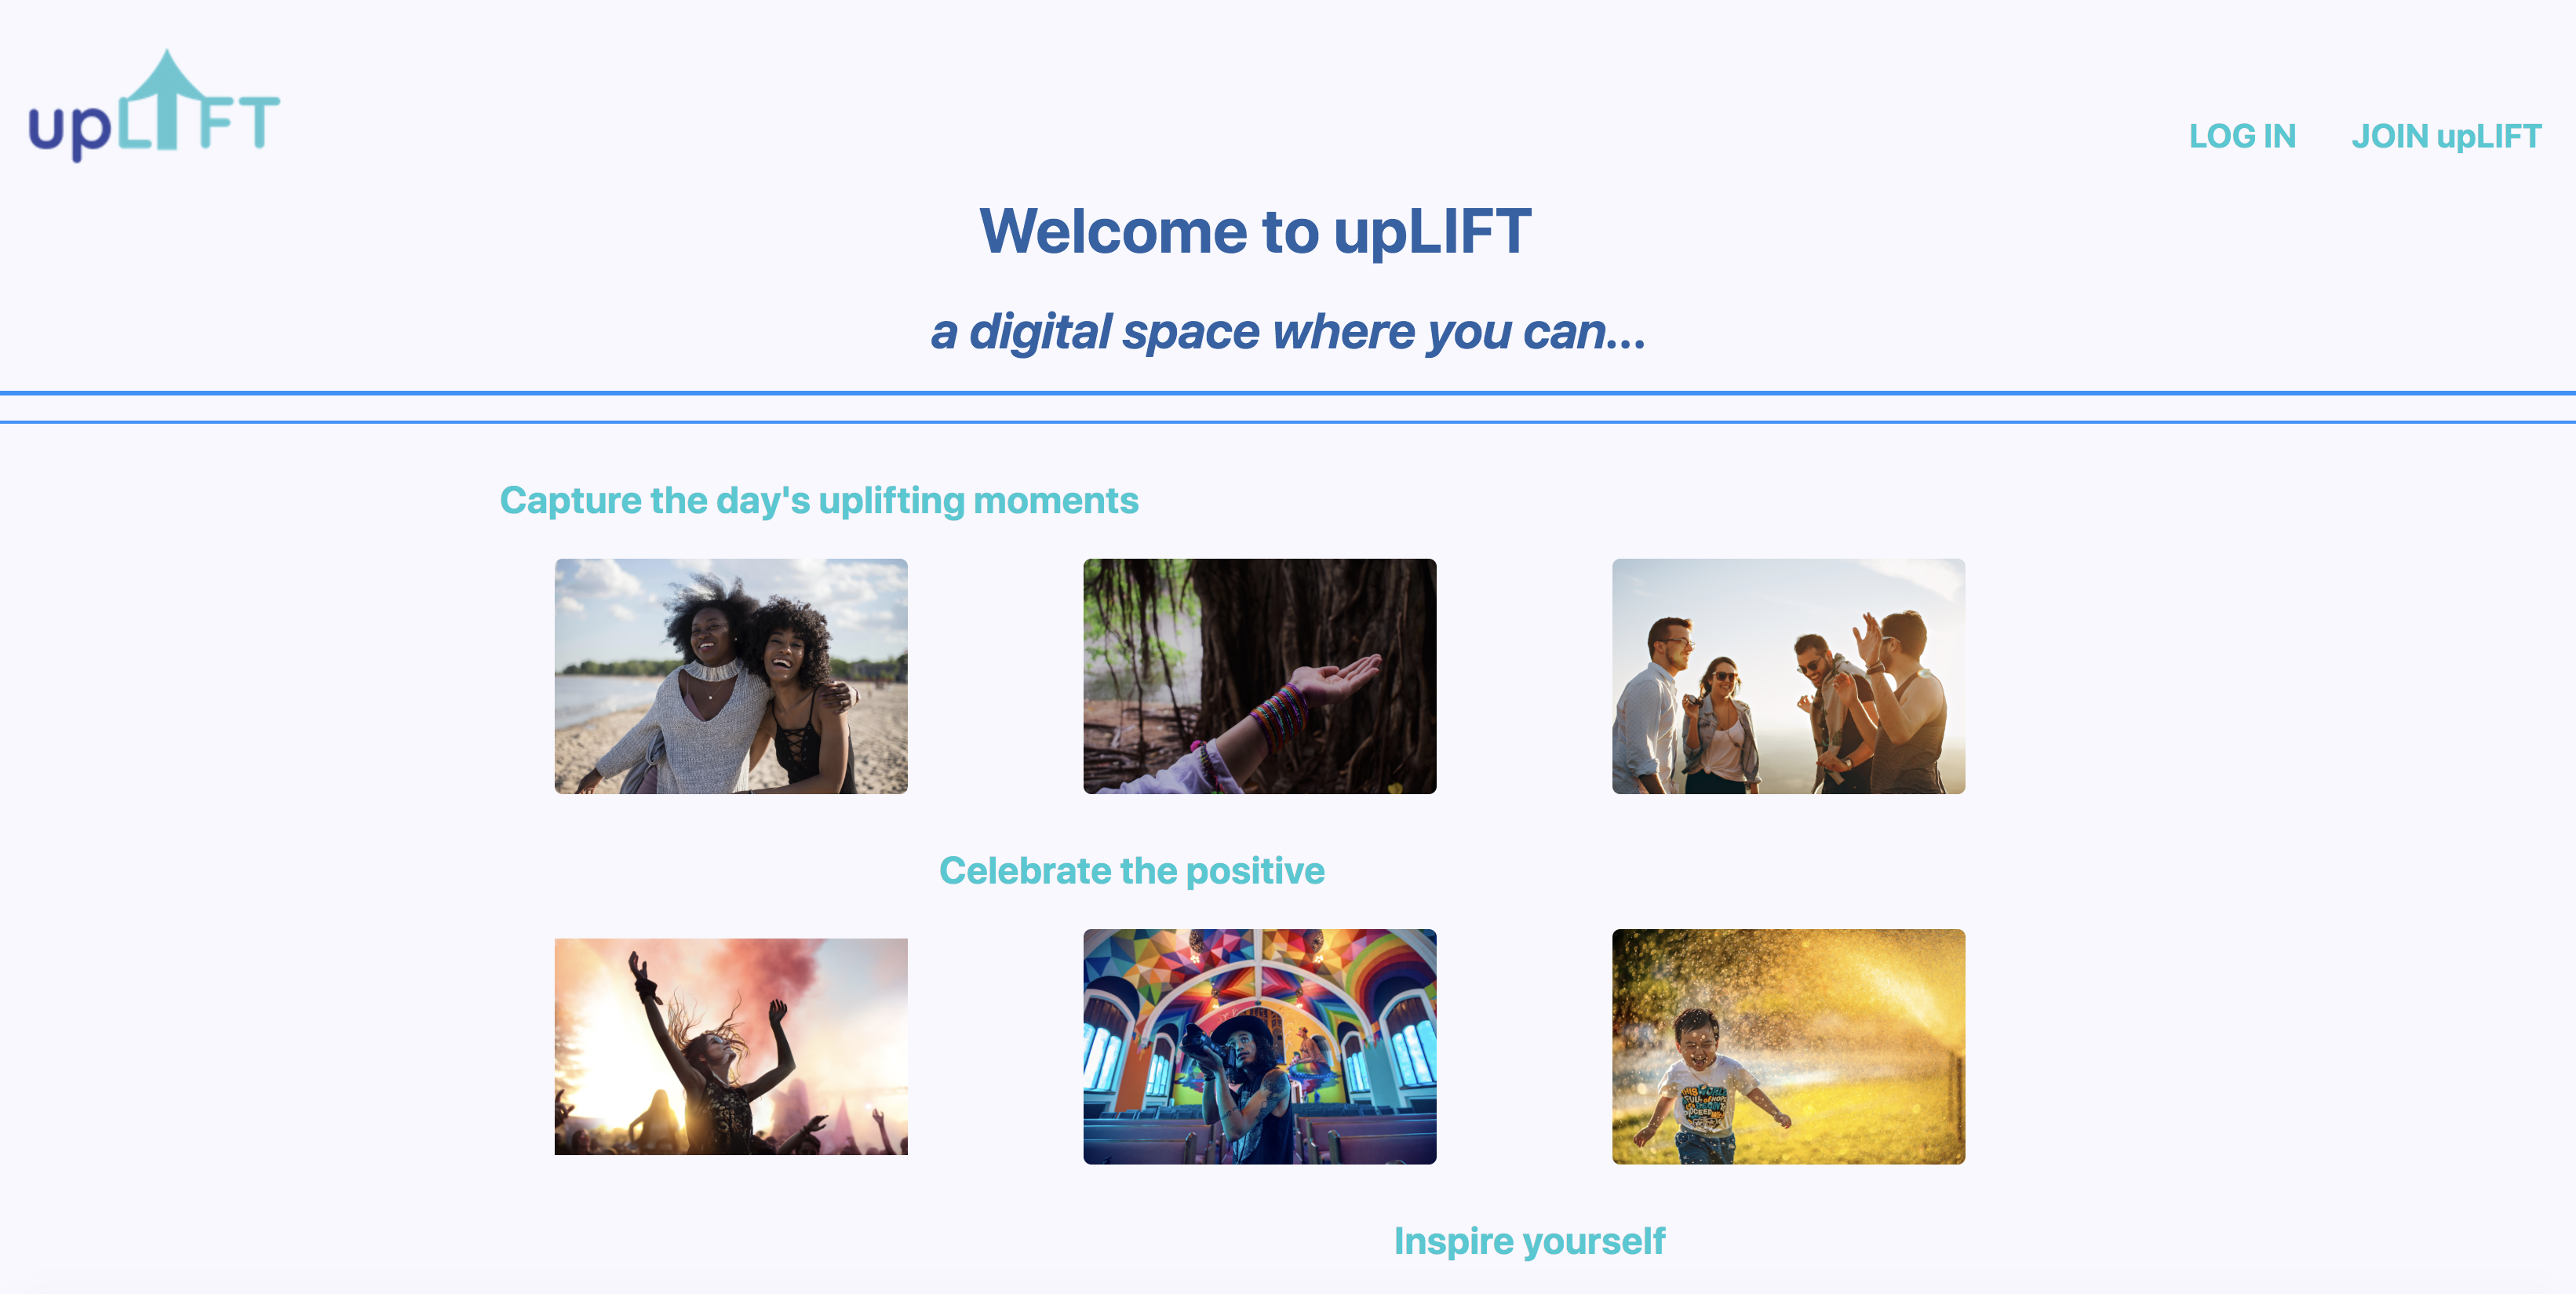 upLIFT
LOG IN JOIN upLIFT
Welcome to upLIFT
a digital space where you can...
Capture the day's uplifting moments
Celebrate the positive
Inspire yourself